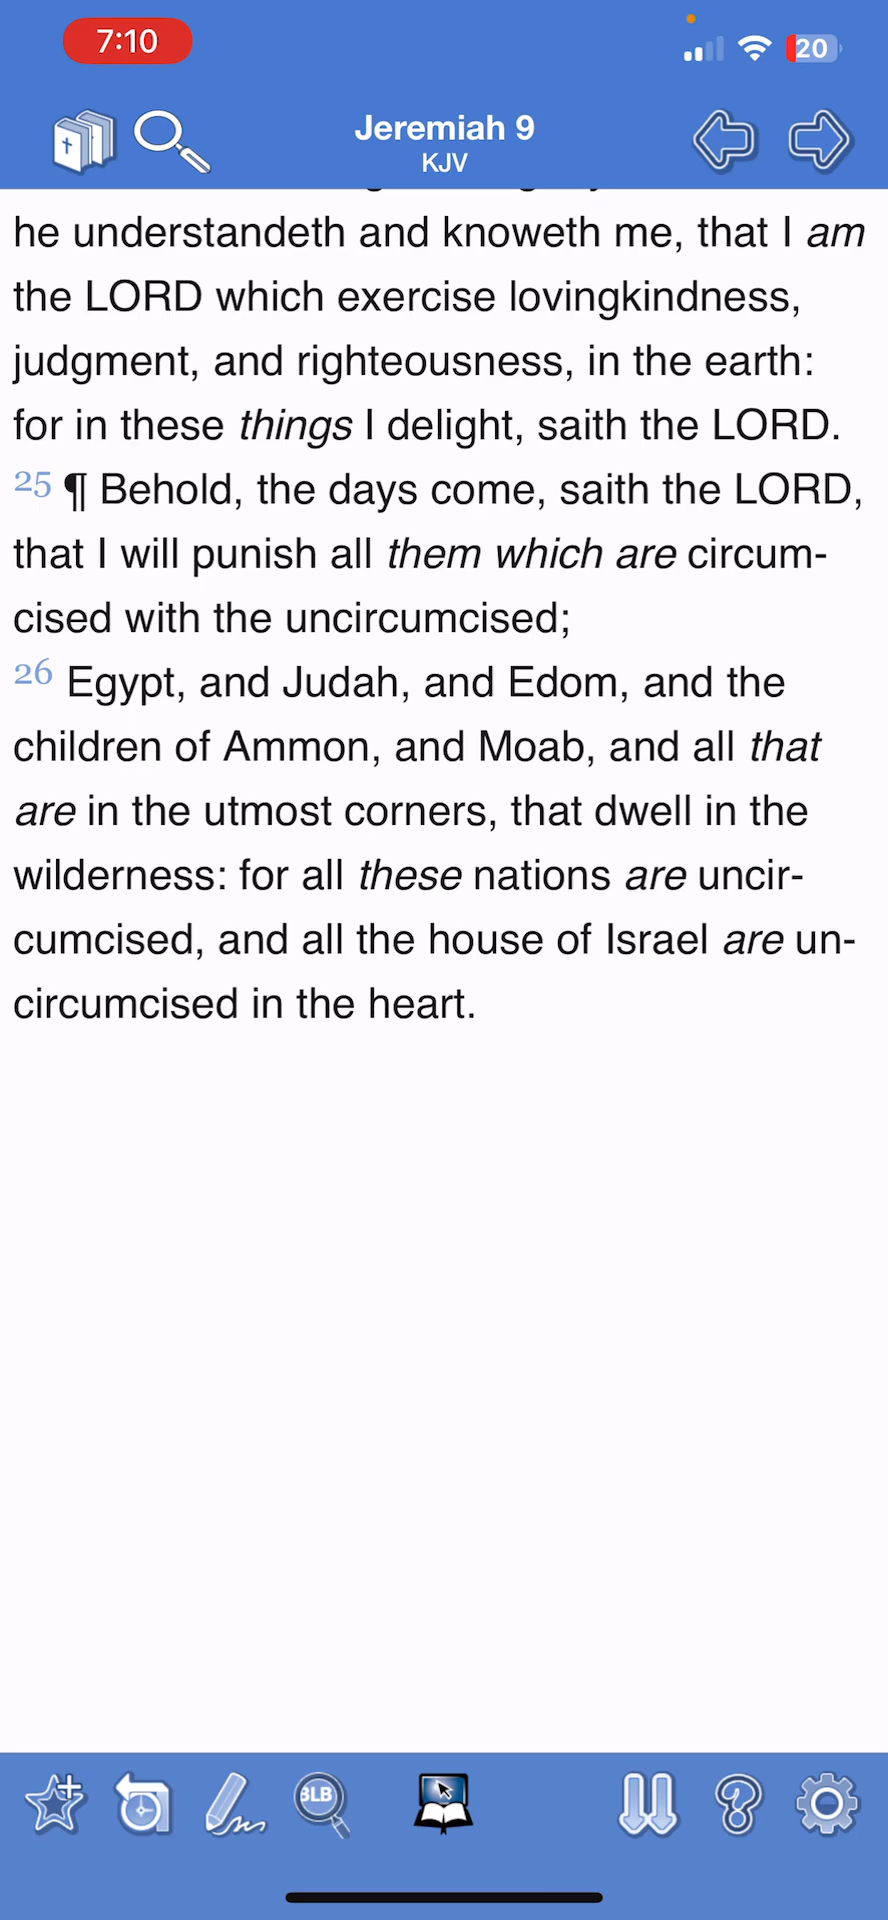 7:10
20
Jeremiah 9
KJV
he understandeth and knoweth me, that I am
the LORD which exercise lovingkindness,
judgment, and righteousness, in the earth:
for in these things I delight, saith the LORD.
25 ¶ Behold, the days come, saith the LORD,
that I will punish all them which are circum-
cised with the uncircumcised;
26 Egypt, and Judah, and Edom, and the
children of Ammon, and Moab, and all that
are in the utmost corners, that dwell in the
wilderness: for all these nations are uncir-
cumcised, and all the house of Israel are un-
circumcised in the heart.
BLB